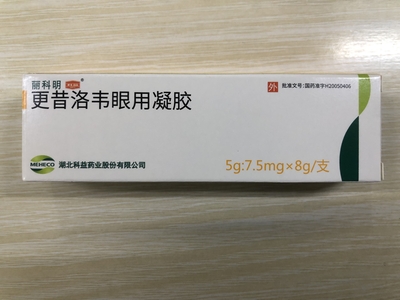 丽科明®
更昔洛韦眼用凝胶
外 批准文号:国药准字H20050406
MEHECO 湖北科益药业股份有限公司
5g:7.5mg×8g/支